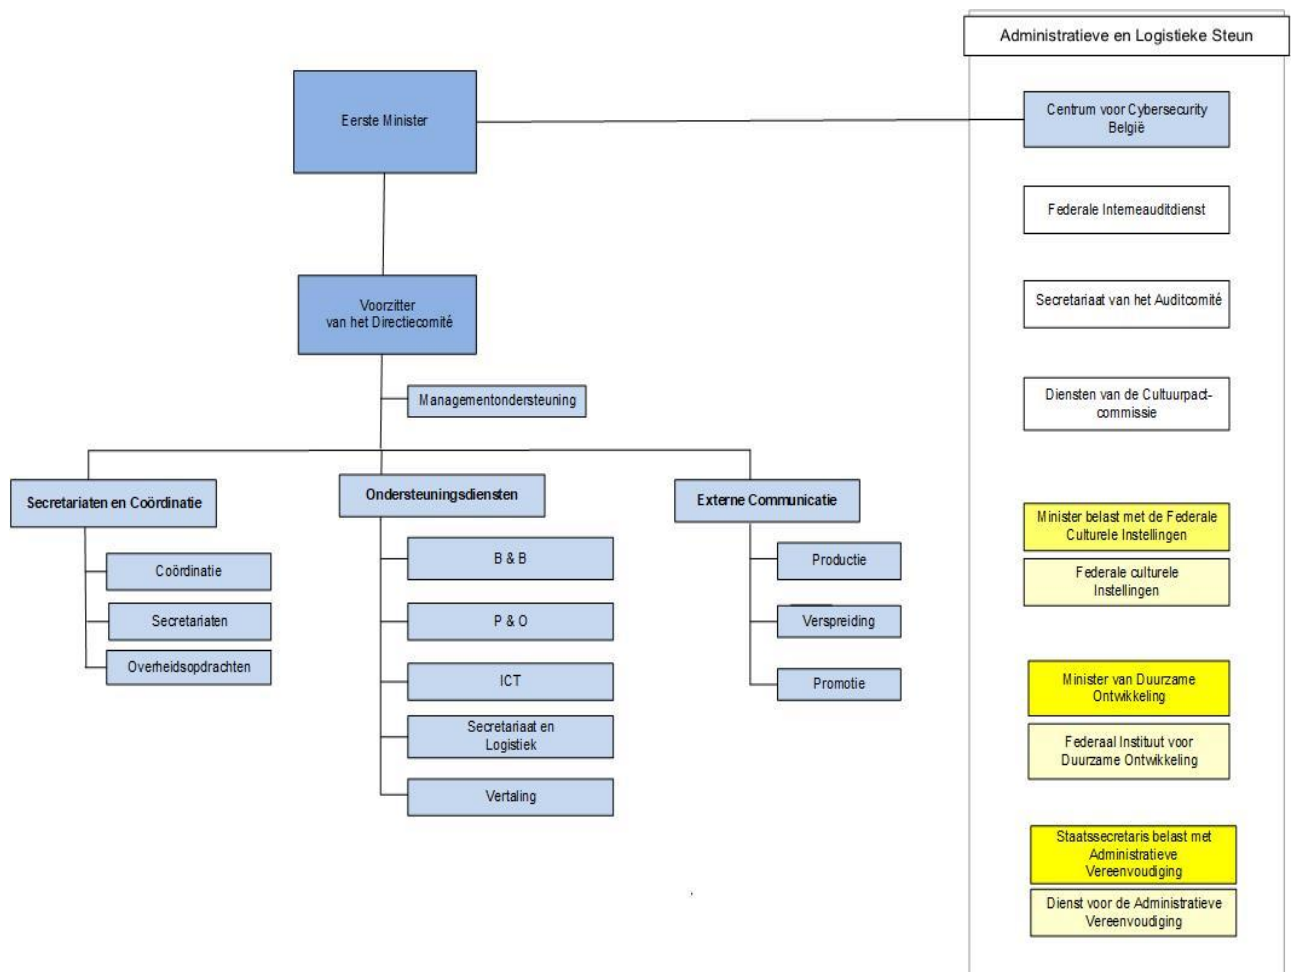 Administratieve en Logistieke Steun
Eerste Minister
Centrum voor Cybersecurity
België
Federale Interneauditdienst
Voorzitter
van het Directiecomité
Secretariaat van het Auditcomité
Managementondersteuning
Diensten van de Cultuurpact-
commissie
Secretariaten en Coördinatie
Coördinatie
Secretariaten
Overheidsopdrachten
Ondersteuningsdiensten
B & B
P & O
ICT
Secretariaat en
Logistiek
Vertaling
Externe Communicatie
Productie
Verspreiding
Promotie
Minister belast met de Federale
Culturele Instellingen
Federale culturele
Instellingen
Minister van Duurzame
Ontwikkeling
Federaal Instituut voor
Duurzame Ontwikkeling
Staatssecretaris belast met
Administratieve
Vereenvoudiging
Dienst voor de Administratieve
Vereenvoudiging